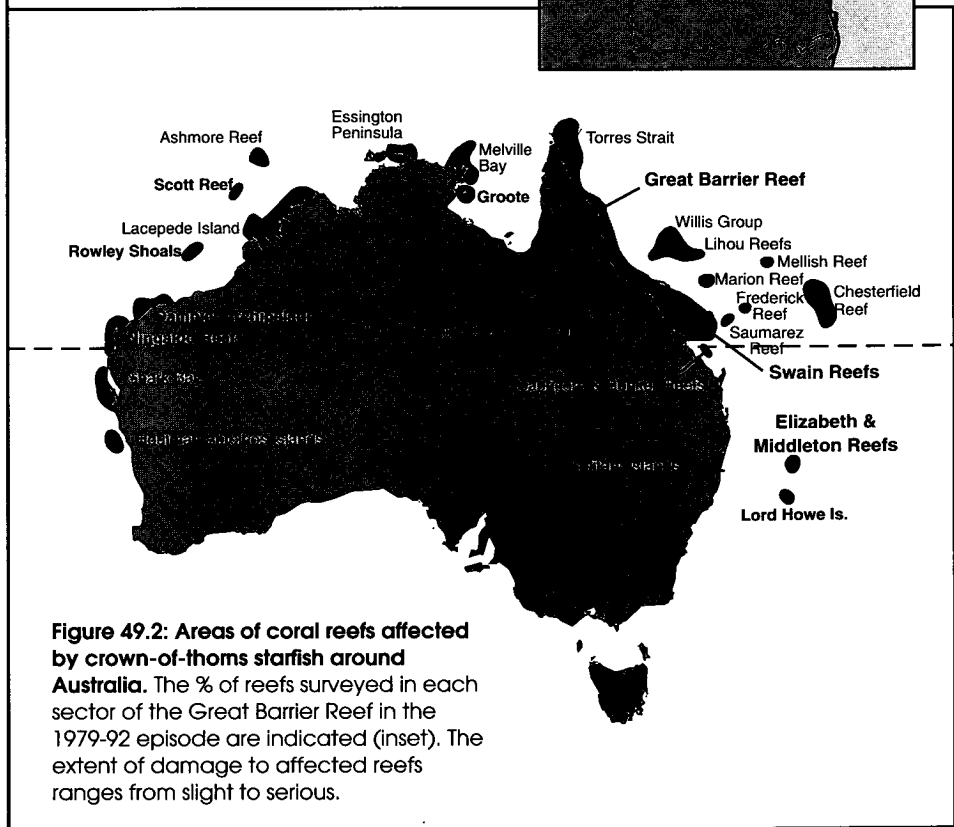 Essington
Peninsula
Ashmore Reef
Melville
Bay
Torres Strait
Scott Reef
Groote
Great Barrier Reef
Lacepede Island
Willis Group
Rowley Shoals
Lihou Reefs
Mellish Reef
Marion Reef
Chesterfield
Reef
Frederick
Reef
Saumarez
Reef
Swain Reefs
Elizabeth &
Middleton Reefs
Lord Howe Is.
Figure 49.2: Areas of coral reefs affected
by crown-of-thorns starfish around
Australia. The % of reefs surveyed in each
sector of the Great Barrier Reef in the
1979-92 episode are indicated (inset). The
extent of damage to affected reefs
ranges from slight to serious.